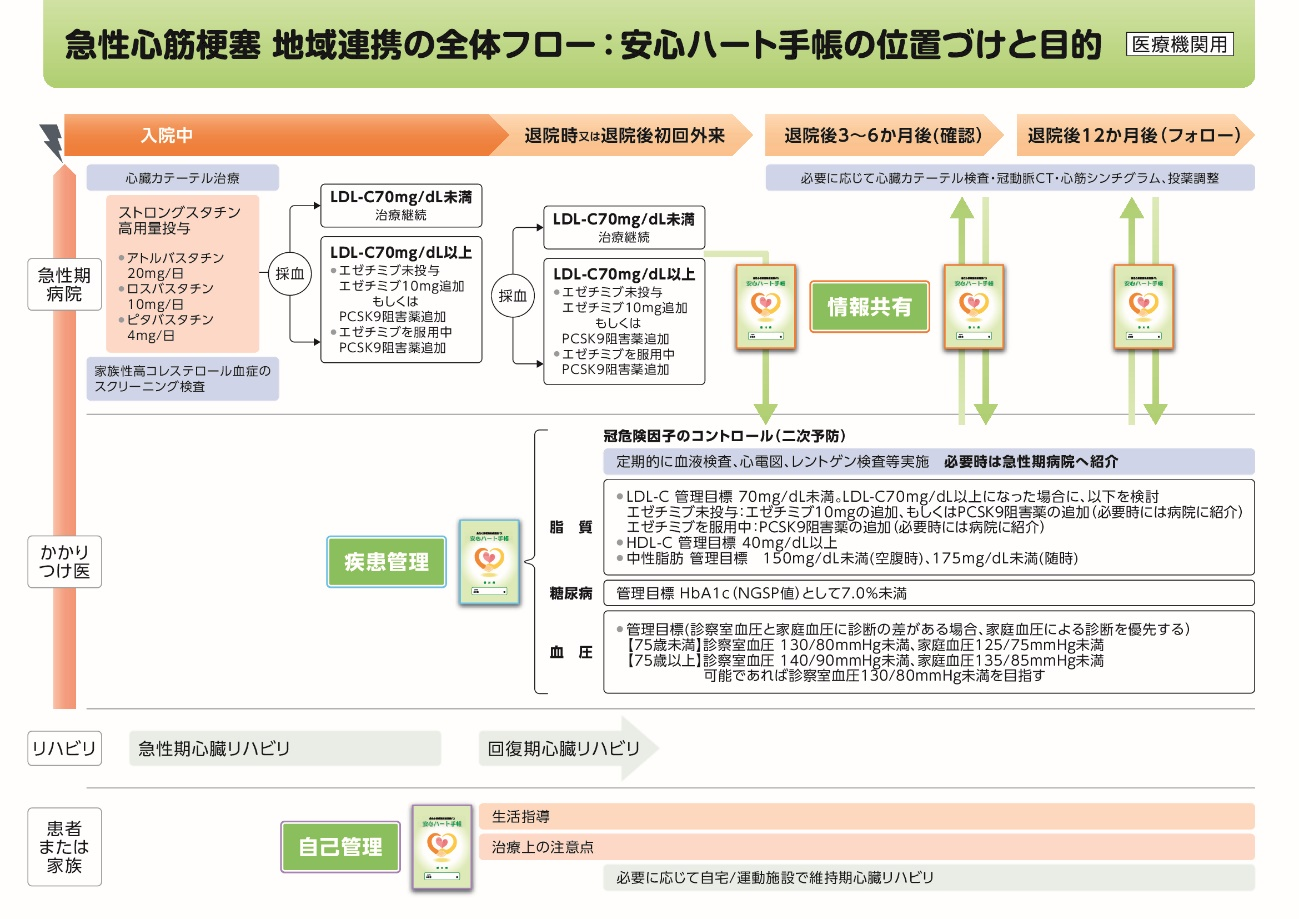 急性心筋梗塞 地域連携の全体フロー：安心ハート手帳の位置づけと目的
医療機関用
入院中
退院時又は退院後初回外来
退院後3～6か月後(確認)
退院後12か月後(フォロー)
急性期
病院
心臓カテーテル治療
ストロングスタチン
高用量投与
●アトルバスタチン
20mg/日
●ロスバスタチン
10mg/日
●ピタバスタチン
4mg/日
家族性高コレステロール血症の
スクリーニング検査
採血
LDL-C70mg/dL未満
治療継続
LDL-C70mg/dL以上
●エゼチミブ未投与
エゼチミブ10mg追加
もしくは
PCSK9阻害薬追加
●エゼチミブを服用中
PCSK9阻害薬追加
採血
LDL-C70mg/dL未満
治療継続
LDL-C70mg/dL以上
●エゼチミブ未投与
エゼチミブ10mg追加
もしくは
PCSK9阻害薬追加
●エゼチミブを服用中
PCSK9阻害薬追加
必要に応じて心臓カテーテル検査・冠動脈CT・心筋シンチグラム、投薬調整
安心ハート手帳
情報共有
安心ハート手帳
安心ハート手帳
かかり
つけ医
疾患管理
安心ハート手帳
冠危険因子のコントロール(二次予防)
定期的に血液検査、心電図、レントゲン検査等実施　必要時は急性期病院へ紹介
脂　質
●LDL-C 管理目標 70mg/dL未満。LDL-C70mg/dL以上になった場合に、以下を検討
エゼチミブ未投与：エゼチミブ10mgの追加、もしくはPCSK9阻害薬の追加(必要時には病院に紹介)
エゼチミブを服用中：PCSK9阻害薬の追加(必要時には病院に紹介)
●HDL-C 管理目標 40mg/dL以上
●中性脂肪 管理目標　150mg/dL未満(空腹時)、175mg/dL未満(随時)
糖尿病
管理目標 HbA1c(NGSP値)として7.0%未満
血　圧
●管理目標(診察室血圧と家庭血圧に診断の差がある場合、家庭血圧による診断を優先する)
【75歳未満】診察室血圧 130/80mmHg未満、家庭血圧125/75mmHg未満
【75歳以上】診察室血圧 140/90mmHg未満、家庭血圧135/85mmHg未満
可能であれば診察室血圧130/80mmHg未満を目指す
リハビリ
急性期心臓リハビリ
回復期心臓リハビリ
患者
または
家族
自己管理
安心ハート手帳
生活指導
治療上の注意点
必要に応じて自宅/運動施設で維持期心臓リハビリ